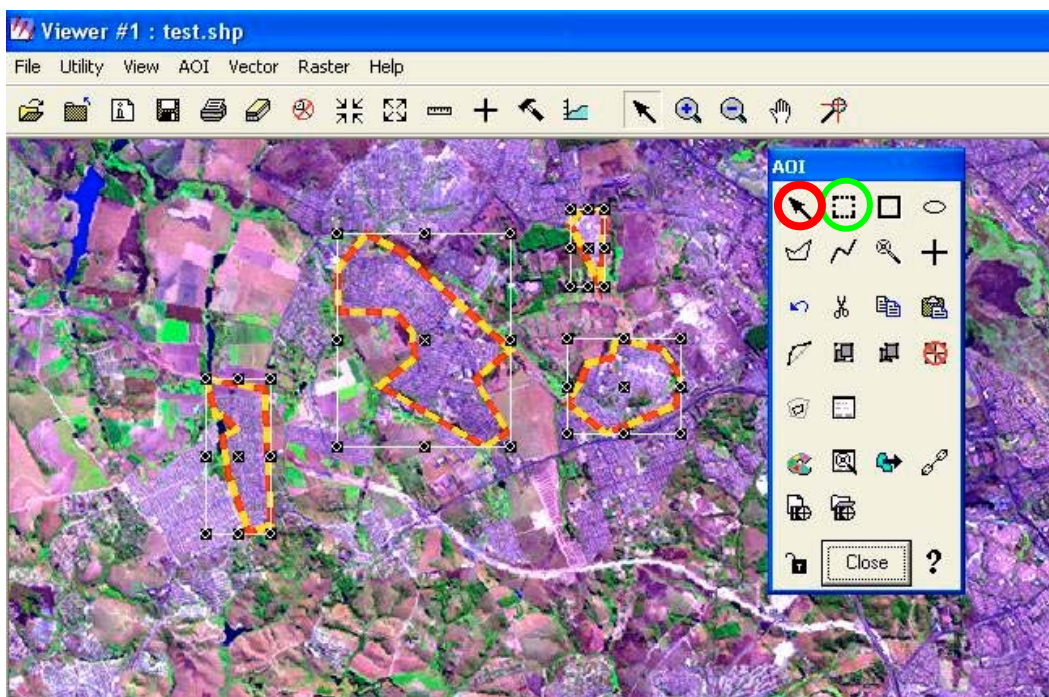 Viewer #1 : test.shp
File Utility View AOI Vector Raster Help
AOI
Close ?